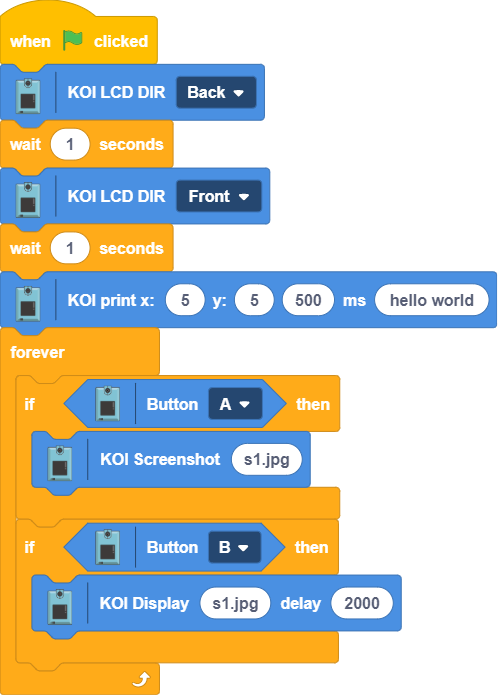 when clicked
KOI LCD DIR Back
wait 1 seconds
KOI LCD DIR Front
wait 1 seconds
KOI print x: 5 y: 5 500 ms hello world
forever
if Button A then
KOI Screenshot s1.jpg
if Button B then
KOI Display s1.jpg delay 2000